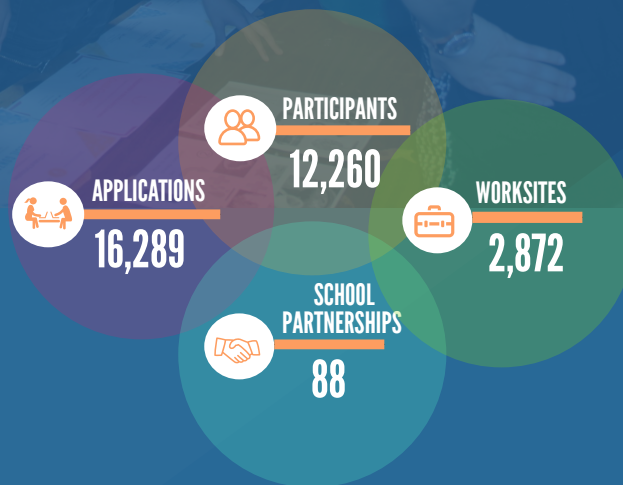 PARTICIPANTS
12,260
APPLICATIONS
16,289
WORKSITES
2,872
SCHOOL
PARTNERSHIPS
88